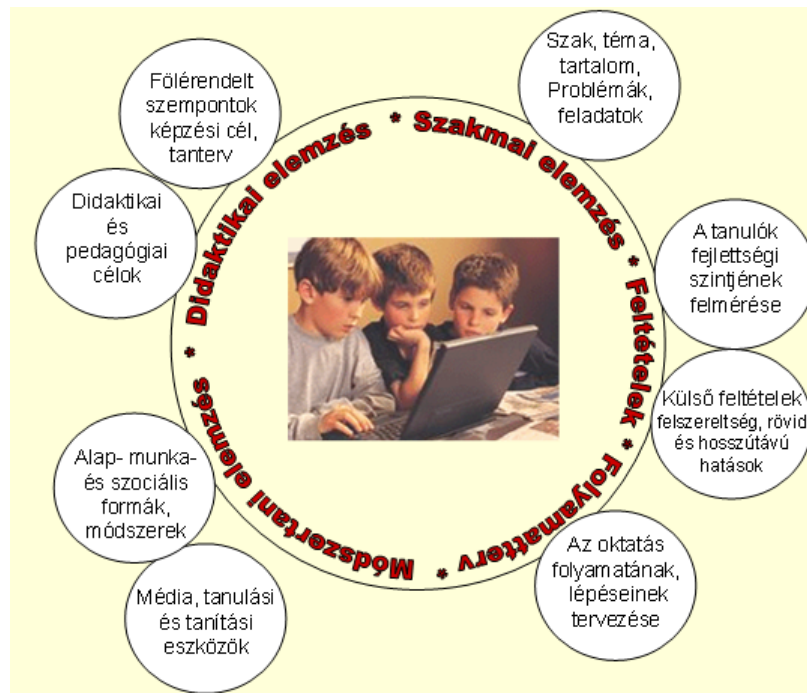 Szak, téma,
tartalom,
Problémák,
feladatok
Fölérendelt
szempontok
képzési cél,
tanterv
Didaktikai
és
pedagógiai
célok
A tanulók
fejlettségi
szintjének
felmérése
Külső feltételek
felszereltség, rövid
és hosszútávú
hatások
Alap- munka-
és szociális
formák,
módszerek
Az oktatás
folyamatának,
lépéseinek
tervezése
Média, tanulási
és tanítási
eszközök
* Didaktikai elemzés * Szakmai elemzés * Feltételek * Folyamatterv * Módszertani elemzés